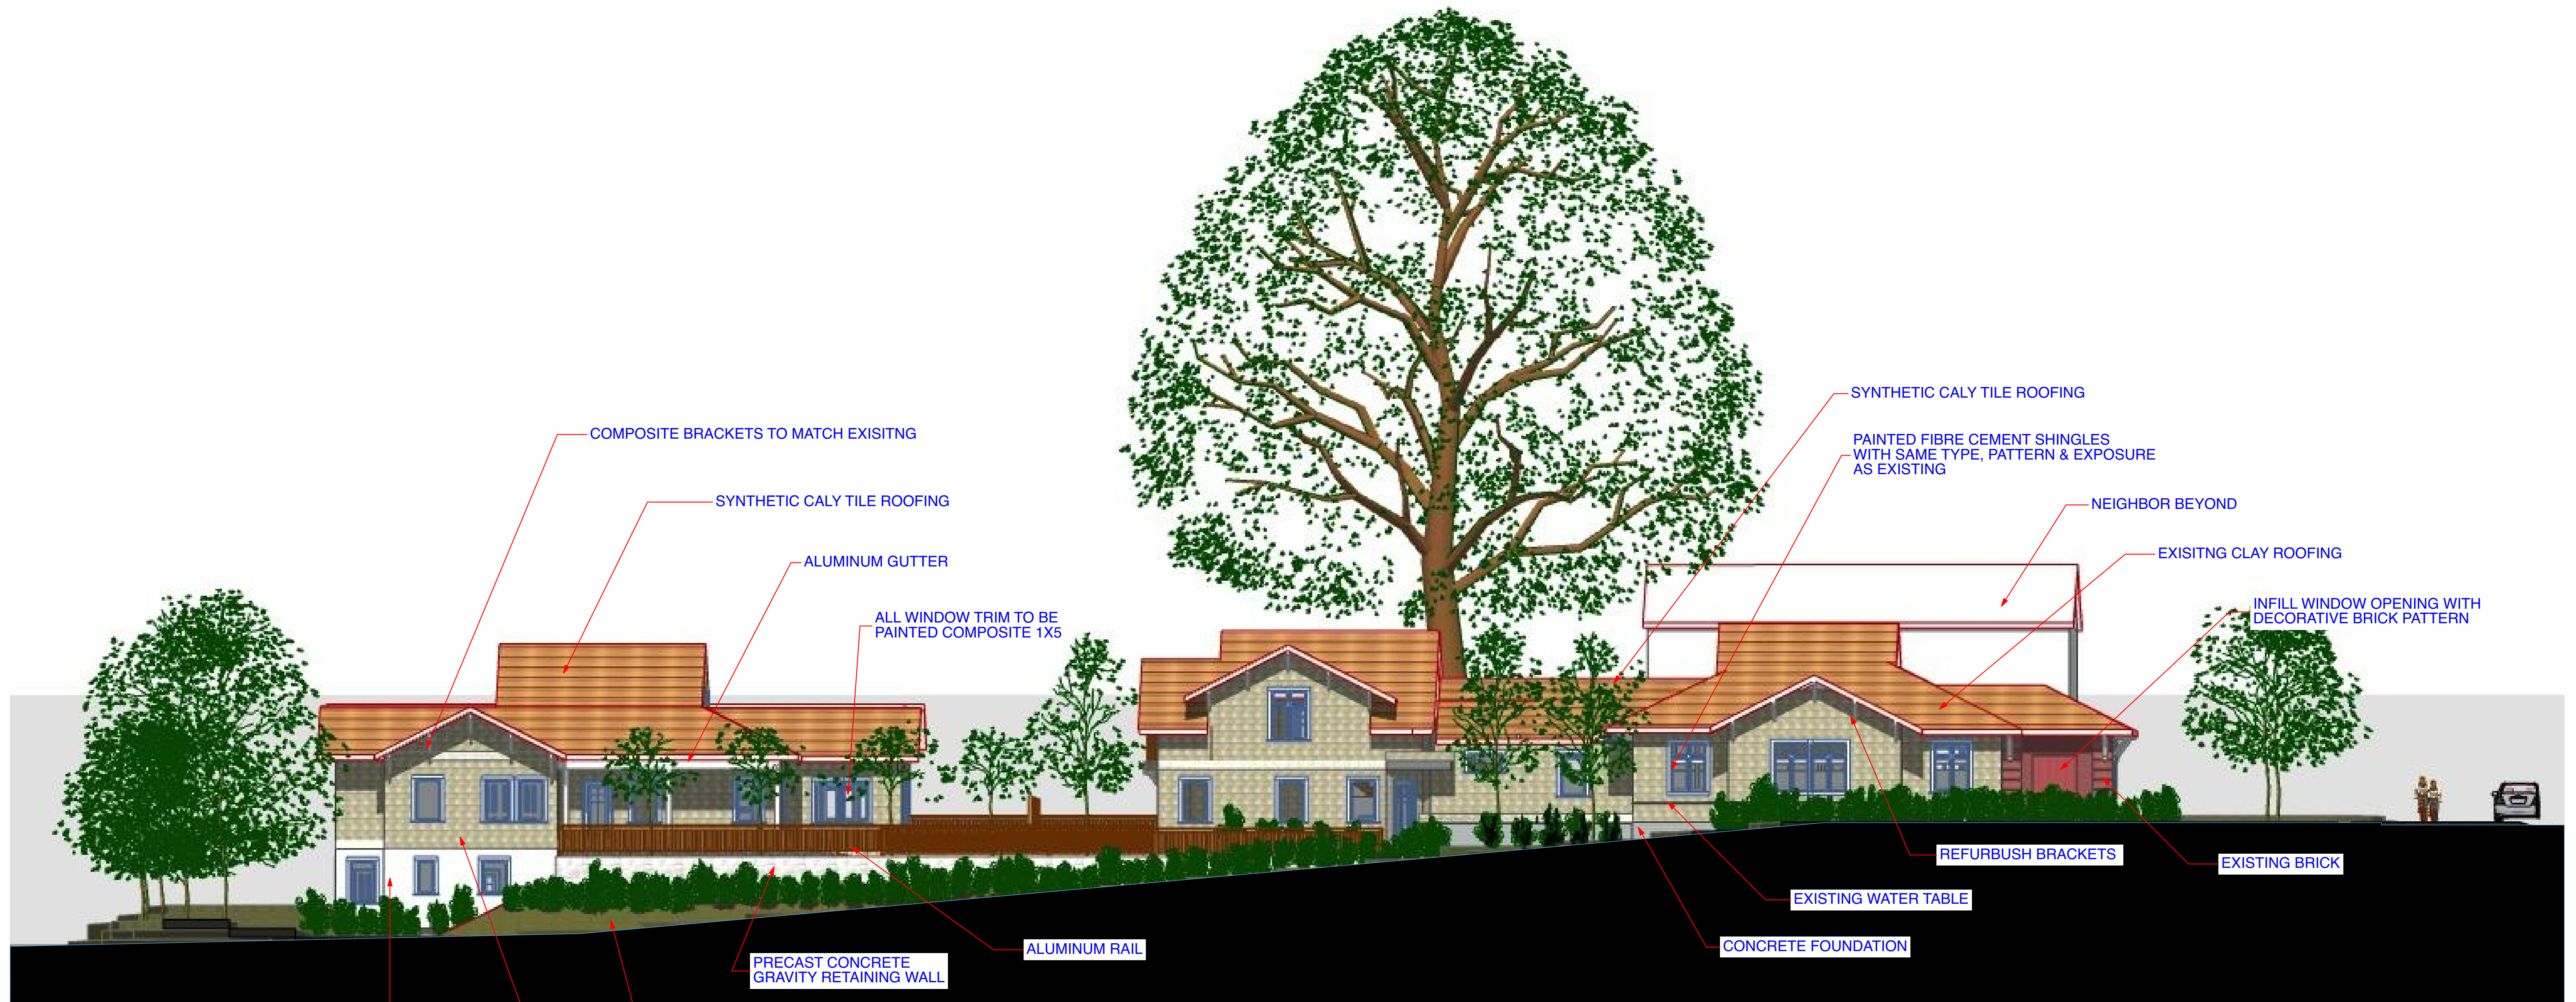 SYNTHETIC CALY TILE ROOFING
COMPOSITE BRACKETS TO MATCH EXISITNG
PAINTED FIBRE CEMENT SHINGLES
WITH SAME TYPE, PATTERN & EXPOSURE
AS EXISTING
SYNTHETIC CALY TILE ROOFING
NEIGHBOR BEYOND
ALUMINUM GUTTER
EXISITNG CLAY ROOFING
ALL WINDOW TRIM TO BE
PAINTED COMPOSITE 1X5
INFILL WINDOW OPENING WITH
DECORATIVE BRICK PATTERN
REFURBUSH BRACKETS
EXISTING BRICK
EXISTING WATER TABLE
CONCRETE FOUNDATION
ALUMINUM RAIL
PRECAST CONCRETE
GRAVITY RETAINING WALL